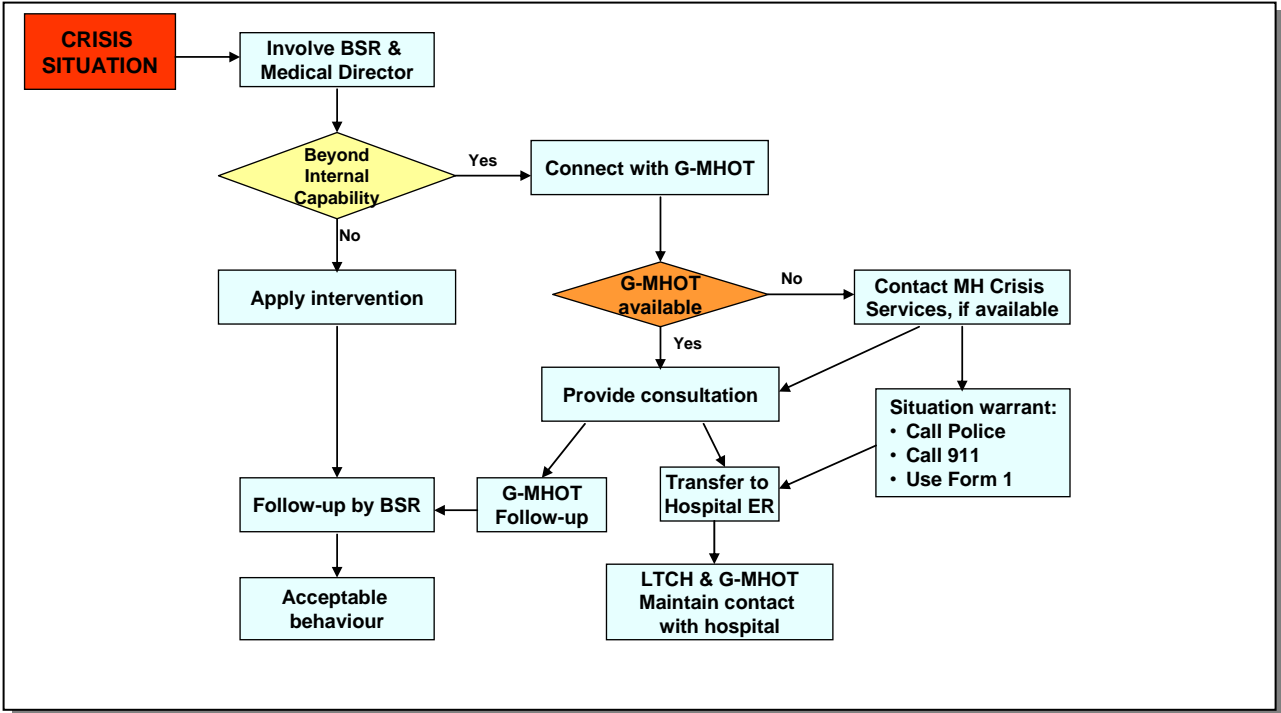 CRISIS
SITUATION
Involve BSR &
Medical Director
Beyond
Internal
Capability
Yes
Connect with G-MHOT
No
Apply intervention
G-MHOT
available
No
Contact MH Crisis
Services, if available
Yes
Provide consultation
Situation warrant:
• Call Police
• Call 911
• Use Form 1
Follow-up by BSR
G-MHOT
Follow-up
Transfer to
Hospital ER
Acceptable
behaviour
LTCH & G-MHOT
Maintain contact
with hospital